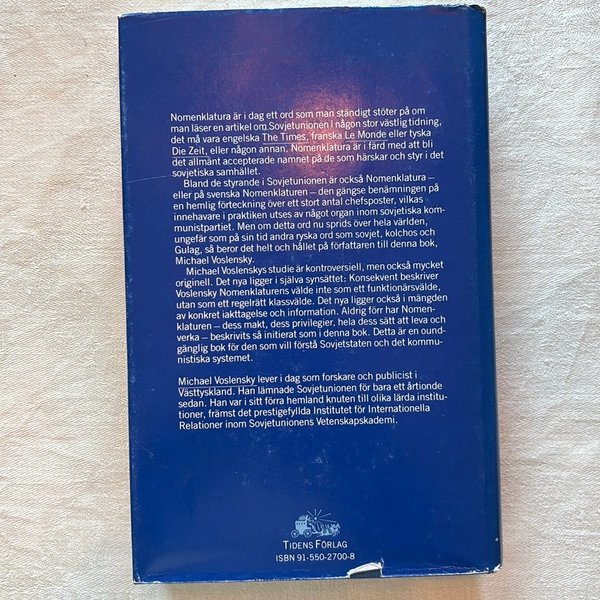 Nomenklatura är i dag ett ord som man ständigt stöter på om
man läser en artikel om Sovjetunionen i någon stor västlig tidning,
det må vara engelska The Times, franska Le Monde eller tyska
Die Zeit, eller någon annan. Nomenklatura är i färd med att bli
det allmänt accepterade namnet på de som härskar och styr i det
sovjetiska samhället.
Bland de styrande i Sovjetunionen är också Nomenklatura –
eller på svenska Nomenklaturen – den gängse benämningen på
en hemlig förteckning över ett stort antal chefsposter, vilkas
innehavare i praktiken utses av något organ inom sovjetiska kom-
munistpartiet. Men om detta ord nu sprids över hela världen,
ungefär som på sin tid andra ryska ord som sovjet, kolchos och
Gulag, så beror det helt och hållet på författaren till denna bok,
Michael Voslensky.
Michael Voslenskys studie är kontroversiell, men också mycket
originell. Det nya ligger i själva synsättet: Konsekvent beskriver
Voslensky Nomenklaturens välde inte som ett funktionärsvälde,
utan som ett regelrätt klassvälde. Det nya ligger också i mängden
av konkret iakttagelse och information. Aldrig förr har Nomen-
klaturen – dess makt, dess privilegier, hela dess sätt att leva och
verka – beskrivits så initierat som i denna bok. Detta är en ound-
gänglig bok för den som vill förstå Sovjetstaten och det kommu-
nistiska systemet.
Michael Voslensky lever i dag som forskare och publicist i
Västtyskland. Han lämnade Sovjetunionen för bara ett årtionde
sedan. Han var i sitt förra hemland knuten till olika lärda institu-
tioner, främst det prestigefyllda Institutet för Internationella
Relationer inom Sovjetunionens Vetenskapsakademi.
TIDENS FÖRLAG
ISBN 91-550-2700-8